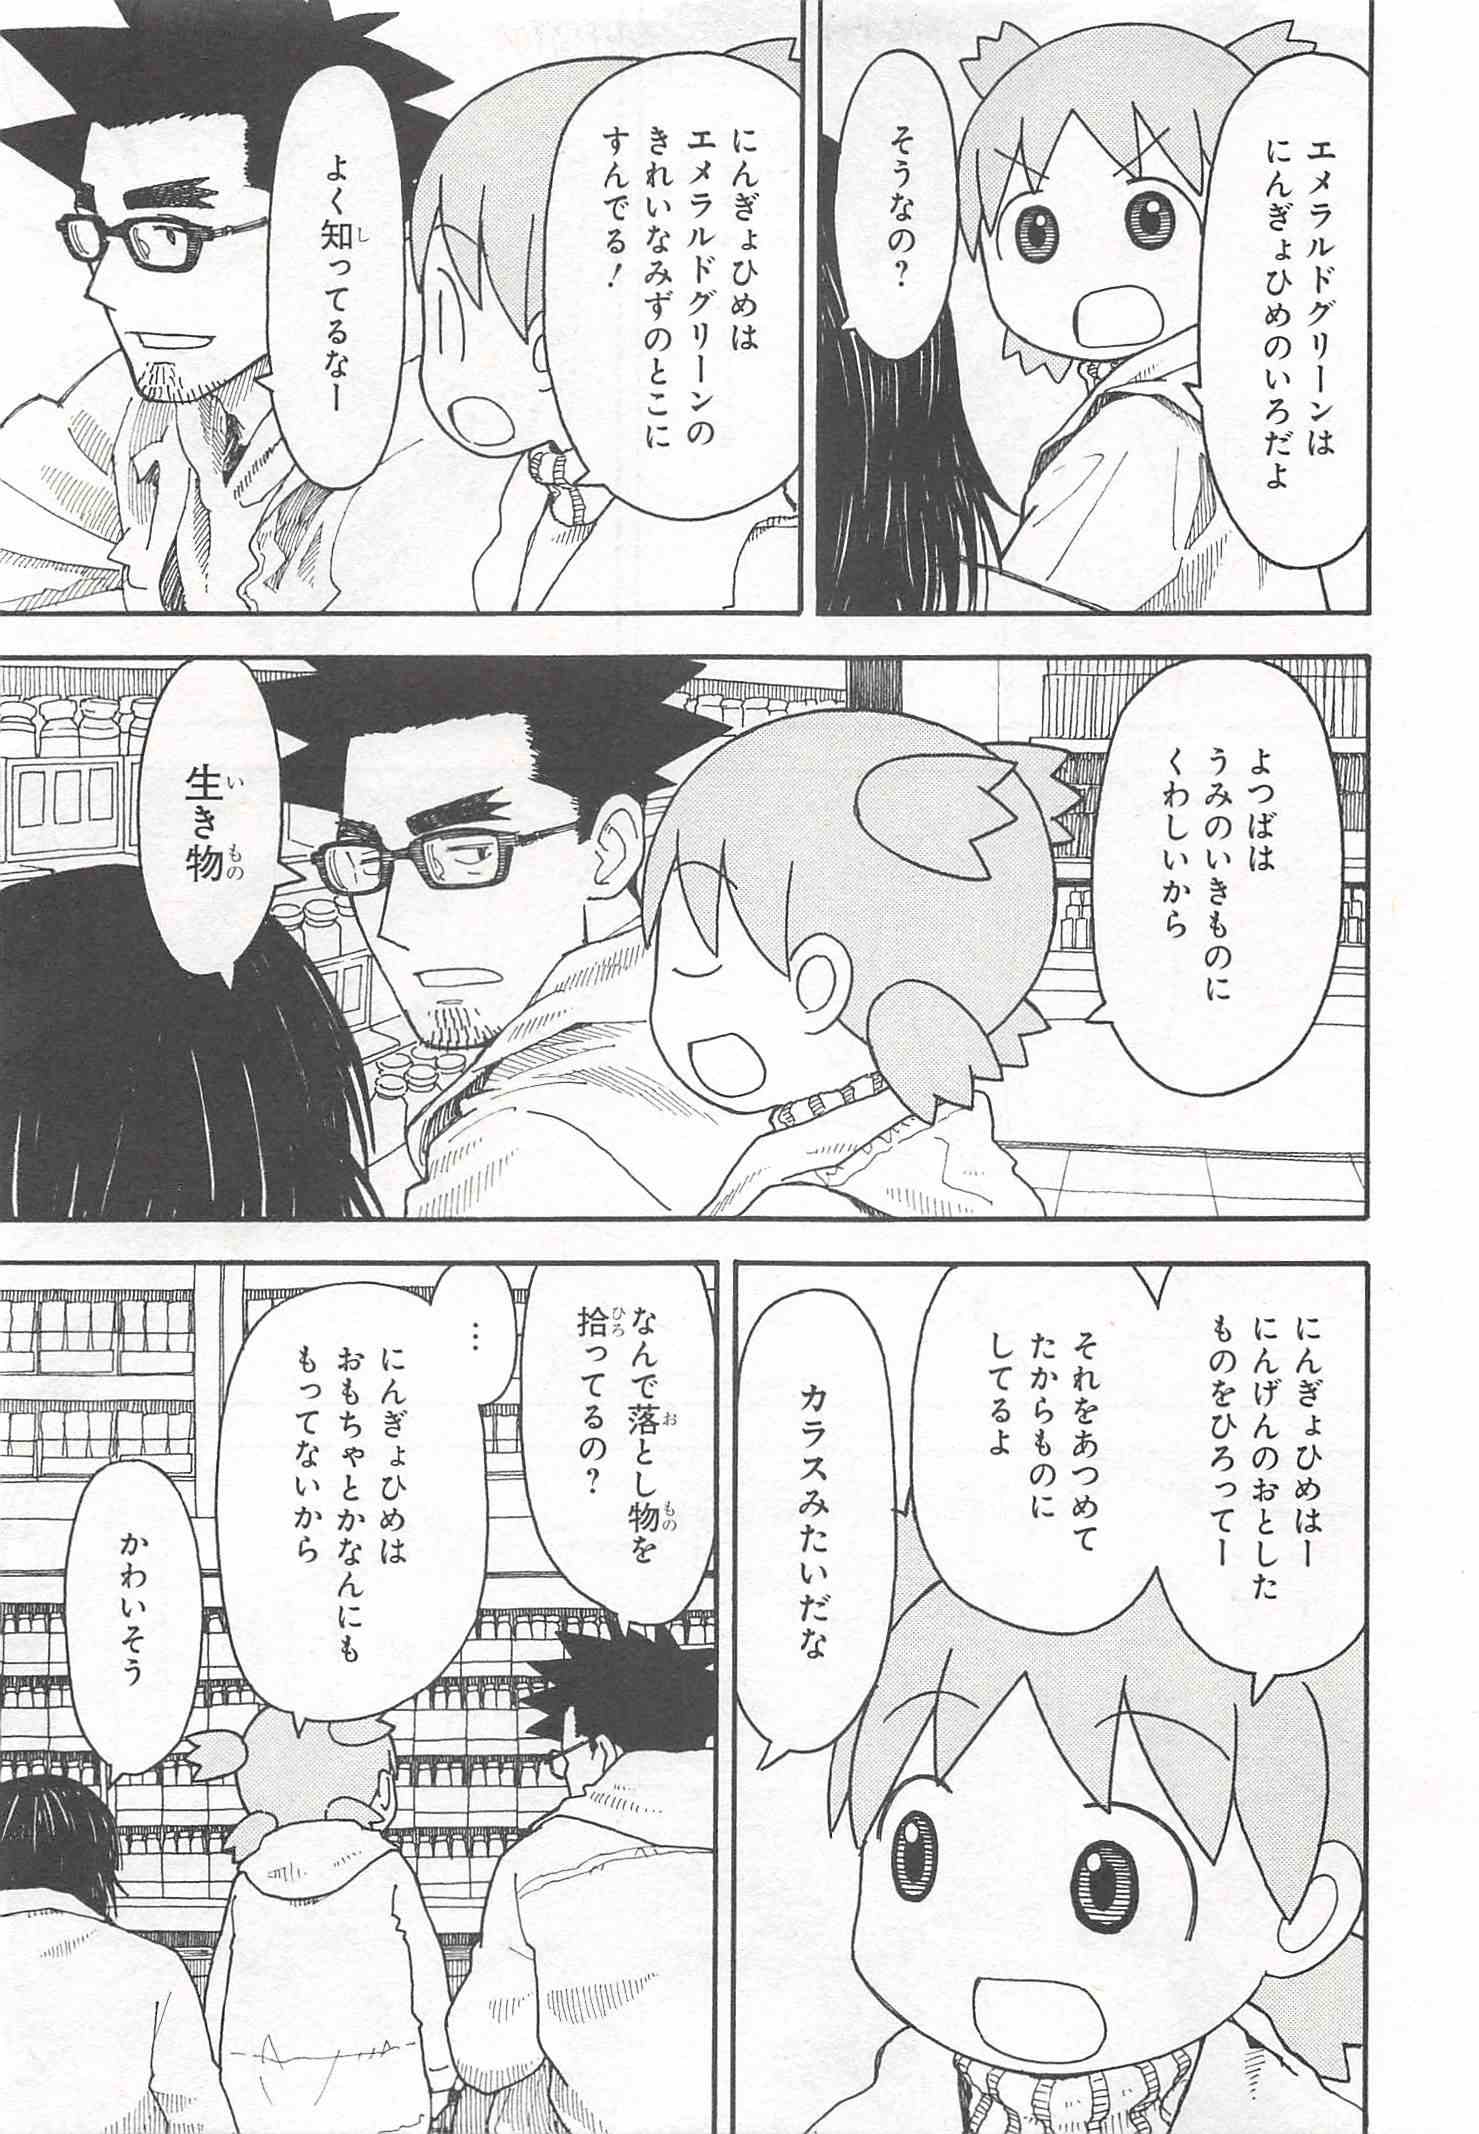 エメラルドグリーンは
にんぎょひめのいろだよ
そうなの?
にんぎょひめは
エメラルドグリーンの
きれいなみずのとこに
すんでる!
よく知ってるなー
し
よつばは
うみのいきものに
くわしいから
生き物
い
もの
にんぎょひめはー
にんげんのおとした
ものをひろってー
それをあつめて
たからものに
してるよ
カラスみたいだな
なんで落とし物を
お
もの
拾ってるの?
ひろ
…
にんぎょひめは
おもちゃとかなんにも
もってないから
かわいそう